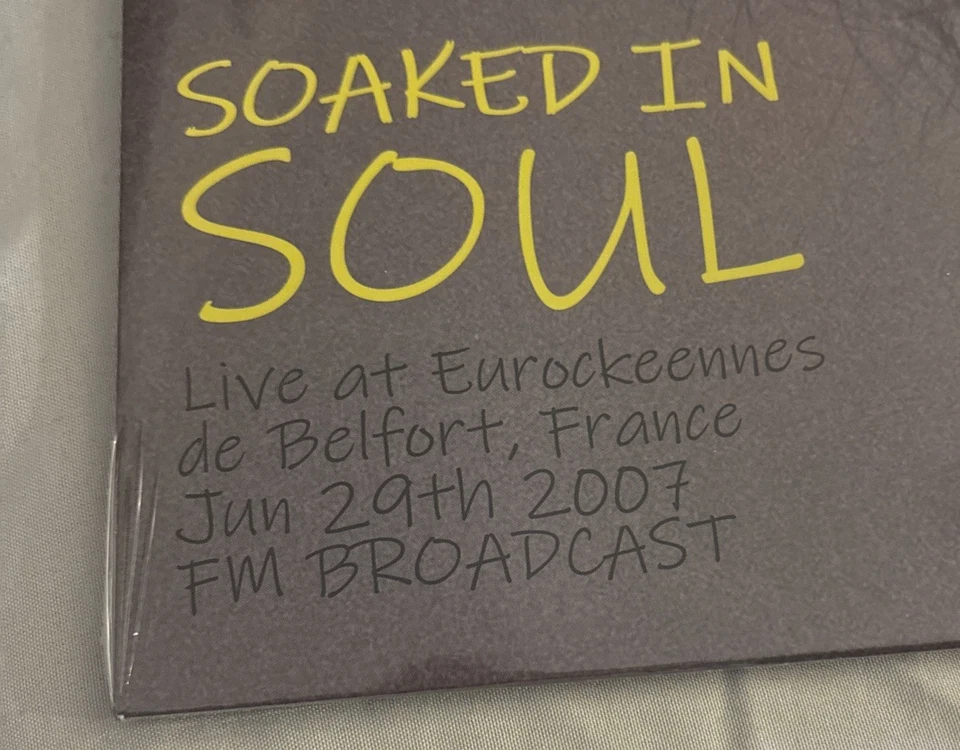 SOAKED IN
SOUL
Live at Eurockeennes
de Belfort, France
Jun 29th 2007
FM BROADCAST